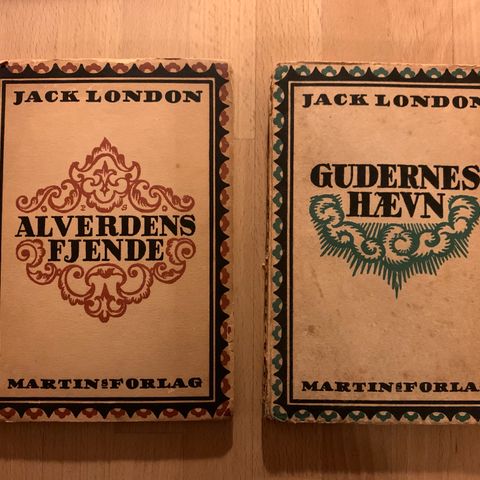 JACK LONDON
ALVERDENS
FJENDE
MARTINS FORLAG
JACK LONDON
GUDERNES
HÆVN
MARTINS FORLAG